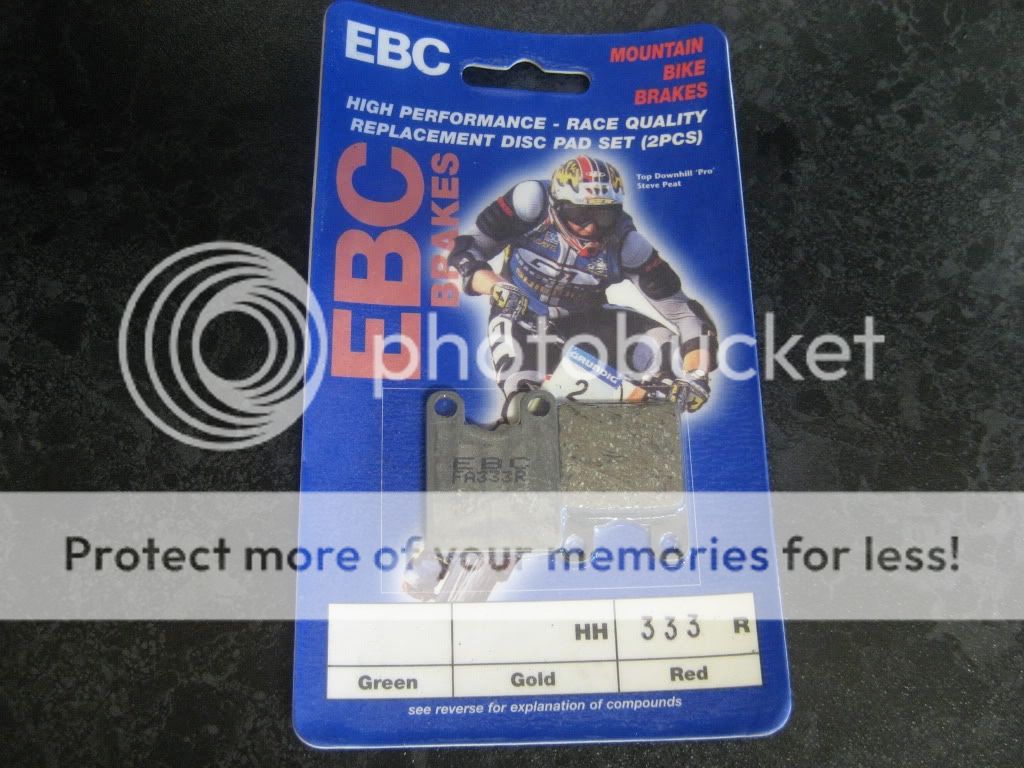 EBC
MOUNTAIN
BIKE
BRAKES
HIGH PERFORMANCE - RACE QUALITY
REPLACEMENT DISC PAD SET (2PCS)
EBC
BRAKES
Top Downhill 'Pro'
Steve Peat
GRUNDIG
2
photobucket
EBC
FA333R
Protect more of your memories for less!
HH 333 R
Green Gold Red
see reverse for explanation of compounds